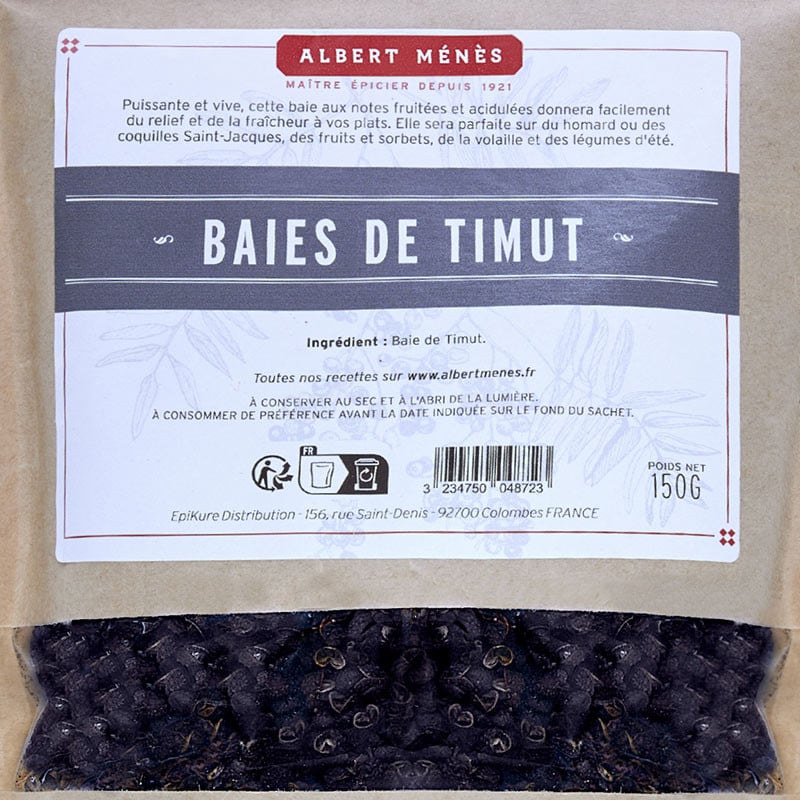 ALBERT MÉNÈS
MAÎTRE ÉPICIER DEPUIS 1921
Puissante et vive, cette baie aux notes fruitées et acidulées donnera facilement
du relief et de la fraîcheur à vos plats. Elle sera parfaite sur du homard ou des
coquilles Saint-Jacques, des fruits et sorbets, de la volaille et des légumes d'été.
BAIES DE TIMUT
Ingrédient : Baie de Timut.
Toutes nos recettes sur www.albertmenes.fr
À CONSERVER AU SEC ET À L'ABRI DE LA LUMIÈRE.
À CONSOMMER DE PRÉFÉRENCE AVANT LA DATE INDIQUÉE SUR LE FOND DU SACHET.
FR
3 234750 048723
POIDS NET
150G
EpiKure Distribution - 156, rue Saint-Denis - 92700 Colombes FRANCE